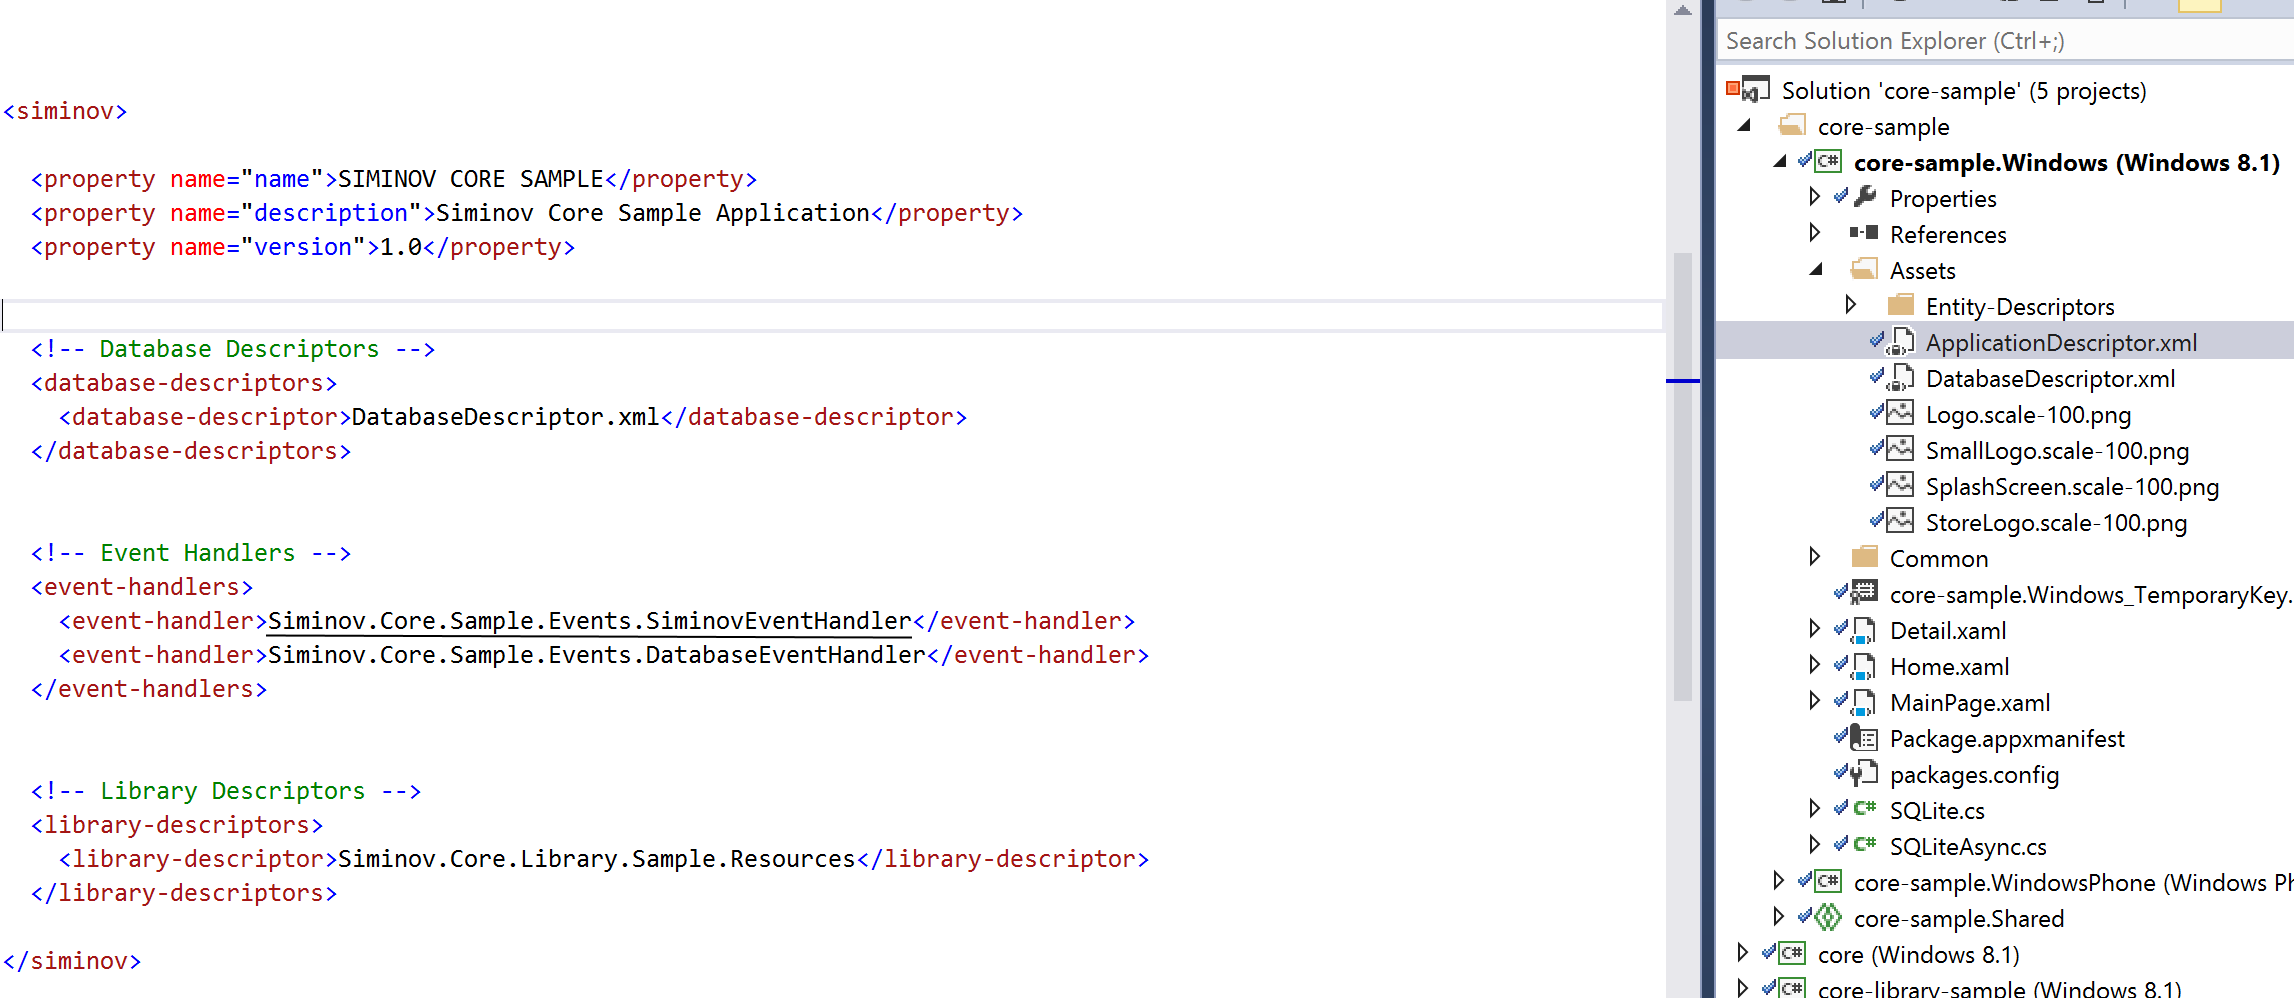 <siminov>
<property name="name">SIMINOV CORE SAMPLE</property>
<property name="description">Siminov Core Sample Application</property>
<property name="version">1.0</property>
<!-- Database Descriptors -->
<database-descriptors>
<database-descriptor>DatabaseDescriptor.xml</database-descriptor>
</database-descriptors>
<!-- Event Handlers -->
<event-handlers>
<event-handler>Siminov.Core.Sample.Events.SiminovEventHandler</event-handler>
<event-handler>Siminov.Core.Sample.Events.DatabaseEventHandler</event-handler>
</event-handlers>
<!-- Library Descriptors -->
<library-descriptors>
<library-descriptor>Siminov.Core.Library.Sample.Resources</library-descriptor>
</library-descriptors>
</siminov>
Search Solution Explorer (Ctrl+;)
Solution 'core-sample' (5 projects)
core-sample
C# core-sample.Windows (Windows 8.1)
Properties
References
Assets
Entity-Descriptors
ApplicationDescriptor.xml
DatabaseDescriptor.xml
Logo.scale-100.png
SmallLogo.scale-100.png
SplashScreen.scale-100.png
StoreLogo.scale-100.png
Common
core-sample.Windows_TemporaryKey.
Detail.xaml
Home.xaml
MainPage.xaml
Package.appxmanifest
packages.config
C# SQLite.cs
C# SQLiteAsync.cs
C# core-sample.WindowsPhone (Windows Ph
core-sample.Shared
C# core (Windows 8.1)
C# core-library-sample (Windows 8.1)